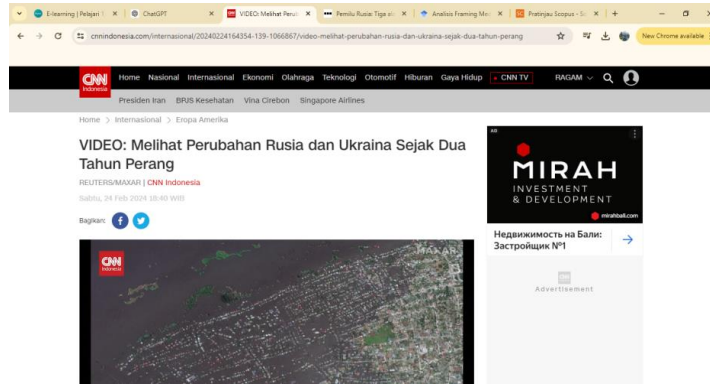 E-learning | Pelajari
ChatGPT
VIDEO: Melihat Perub
Pemilu Rusia: Tiga
Analisis Framing
Pratinjau Scopus
cnnindonesia.com/internasional/20240224164354-139-1066867/video-melihat-perubahan-rusia-dan-ukraina-sejak-dua-tahun-perang
New Chrome available
CNN Indonesia
Home Nasional Internasional Ekonomi Olahraga Teknologi Otomotif Hiburan Gaya Hidup CNN TV RAGAM
Presiden Iran BPJS Kesehatan Vina Cirebon Singapore Airlines
Home > Internasional > Eropa Amerika
VIDEO: Melihat Perubahan Rusia dan Ukraina Sejak Dua
Tahun Perang
REUTERS/MAXAR | CNN Indonesia
Sabtu, 24 Feb 2024 18:40 WIB
Bagikan:
CNN Indonesia
MAXAR
AD
MIRAH
INVESTMENT
& DEVELOPMENT
mirahbali.com
Недвижимость на Бали:
Застройщик №1
Advertisement